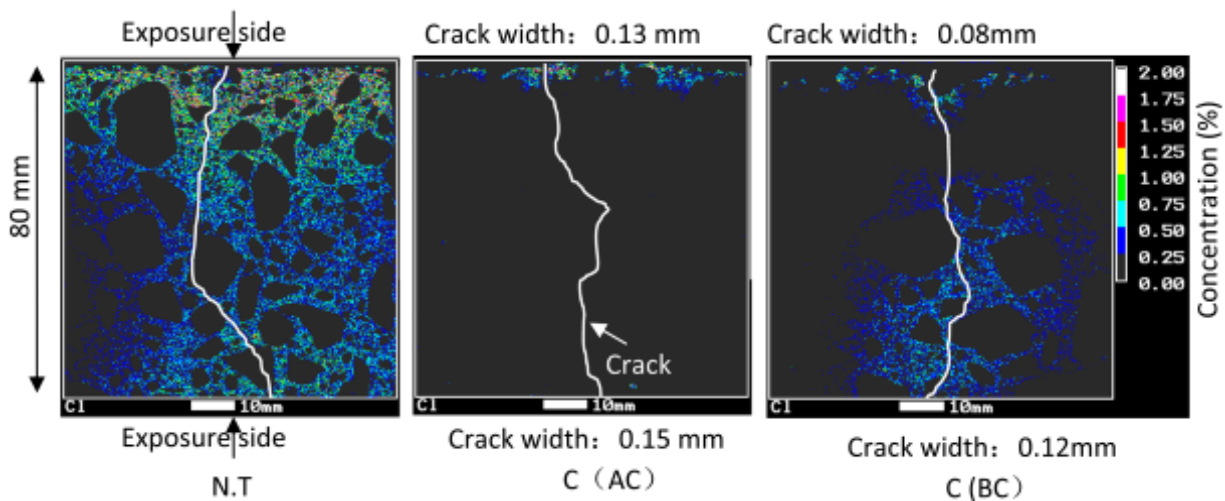 Exposure side
Crack width：0.13 mm
Crack width：0.08mm
80 mm
Crack
Cl
10mm
Cl
10mm
Cl
10mm
2.00
1.75
1.50
1.25
1.00
0.75
0.50
0.25
0.00
Concentration (%)
Exposure side
Crack width：0.15 mm
Crack width：0.12mm
N.T
C（AC）
C (BC)